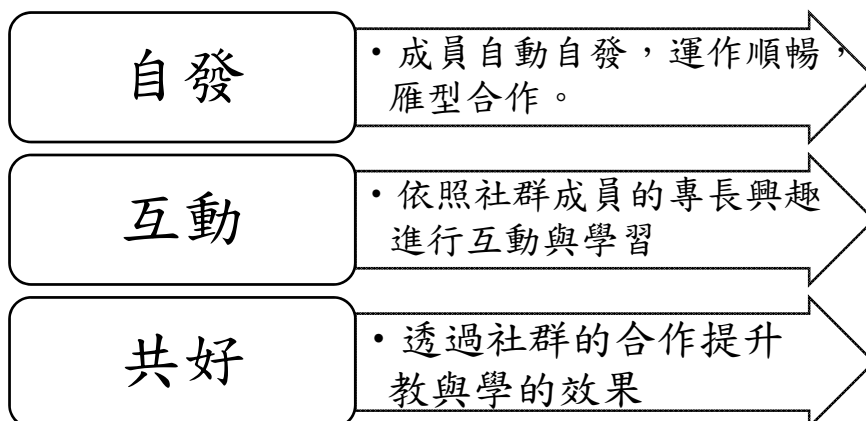 自發
•成員自動自發，運作順暢，
雁型合作。
互動
•依照社群成員的專長興趣
進行互動與學習
共好
•透過社群的合作提升
教與學的效果